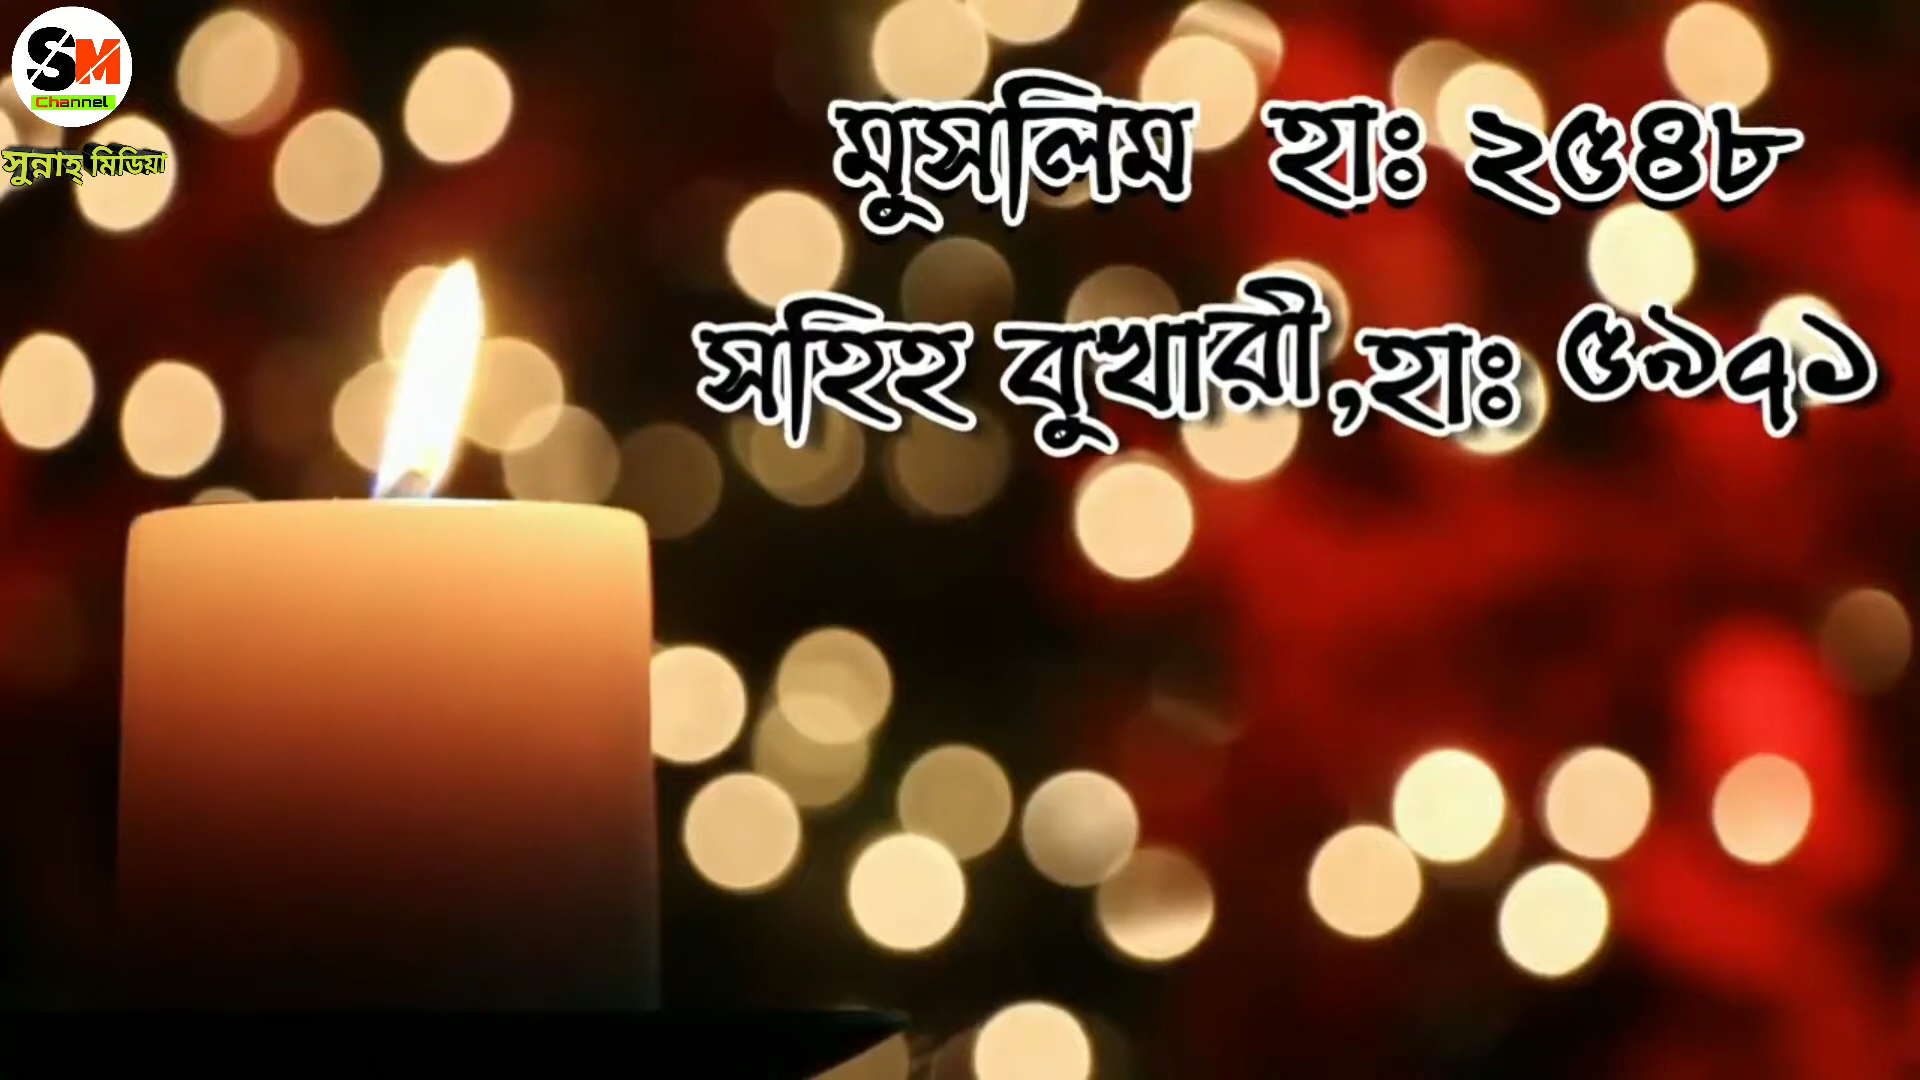 SM
Channel
সুন্নাহ্ মিডিয়া
মুসলিম হাঃ ২৫৪৮
সহিহ বুখারী,হাঃ ৫৯৭১